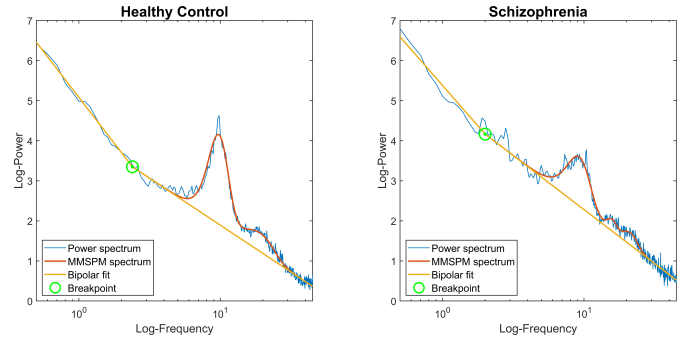 Healthy Control
7
6
5
4
3
2
1
0
Log-Power
Power spectrum
MMSPM spectrum
Bipolar fit
Breakpoint
10^0
10^1
Log-Frequency
Schizophrenia
7
6
5
4
3
2
1
0
Log-Power
Power spectrum
MMSPM spectrum
Bipolar fit
Breakpoint
10^0
10^1
Log-Frequency